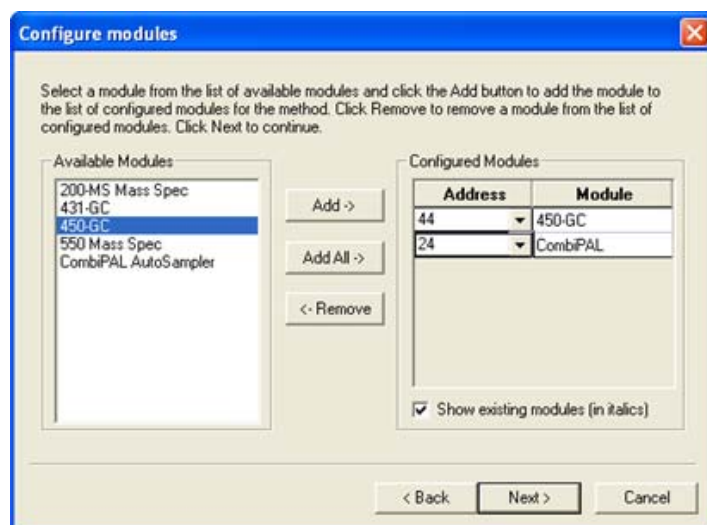 Configure modules
Select a module from the list of available modules and click the Add button to add the module to
the list of configured modules for the method. Click Remove to remove a module from the list of
configured modules. Click Next to continue.
Available Modules
200-MS Mass Spec
431-GC
450-GC
550 Mass Spec
CombiPAL AutoSampler
Add ->
Add All ->
<- Remove
Configured Modules
Address Module
44 450-GC
24 CombiPAL
Show existing modules (in italics)
< Back Next > Cancel